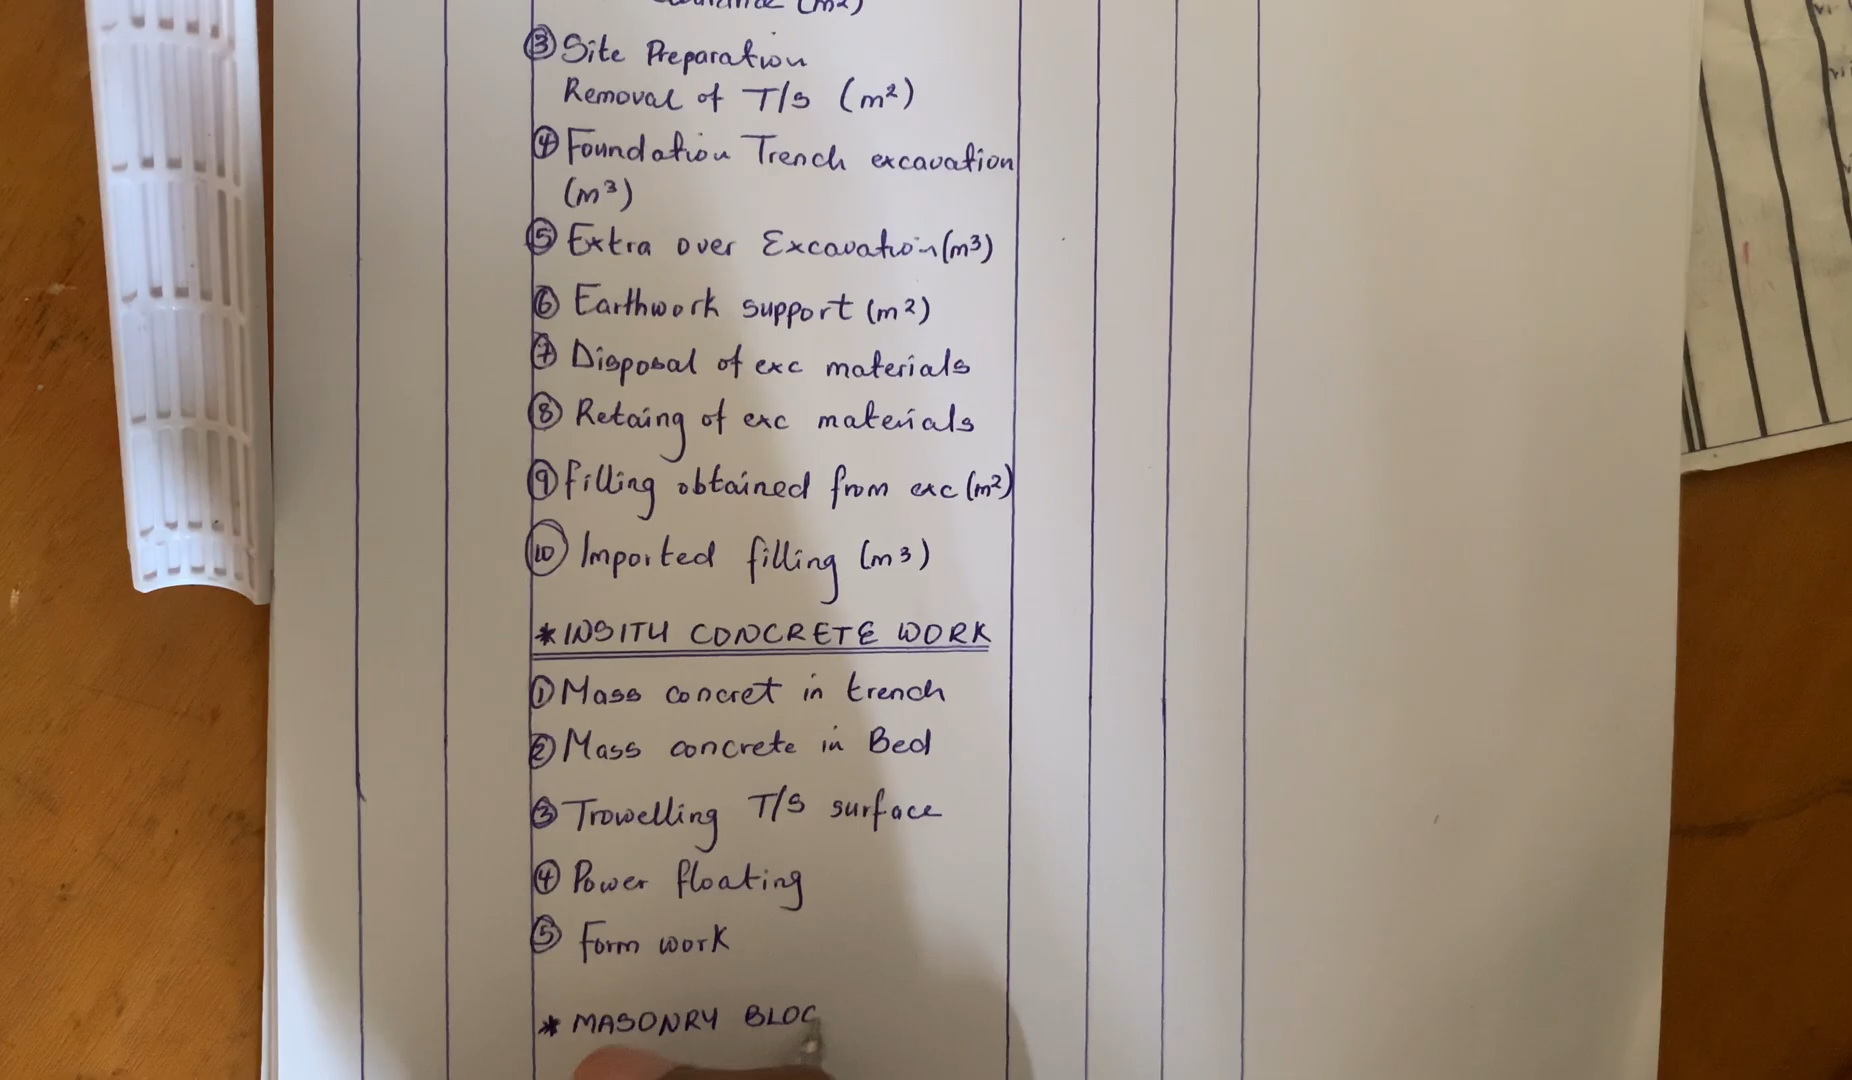 (m2)
③ Site Preparation
Removal of T/S (m²)
④ Foundation Trench excavation
(m³)
⑤ Extra over Excavation (m³)
⑥ Earthwork support (m²)
⑦ Disposal of exc materials
⑧ Retaing of exc materials
⑨ filling obtained from exc (m²)
⑩ Imported filling (m³)
* INSITU CONCRETE WORK
① Mass concret in trench
② Mass concrete in Bed
③ Trowelling T/S surface
④ Power floating
⑤ Form work
* MASONRY BLOC